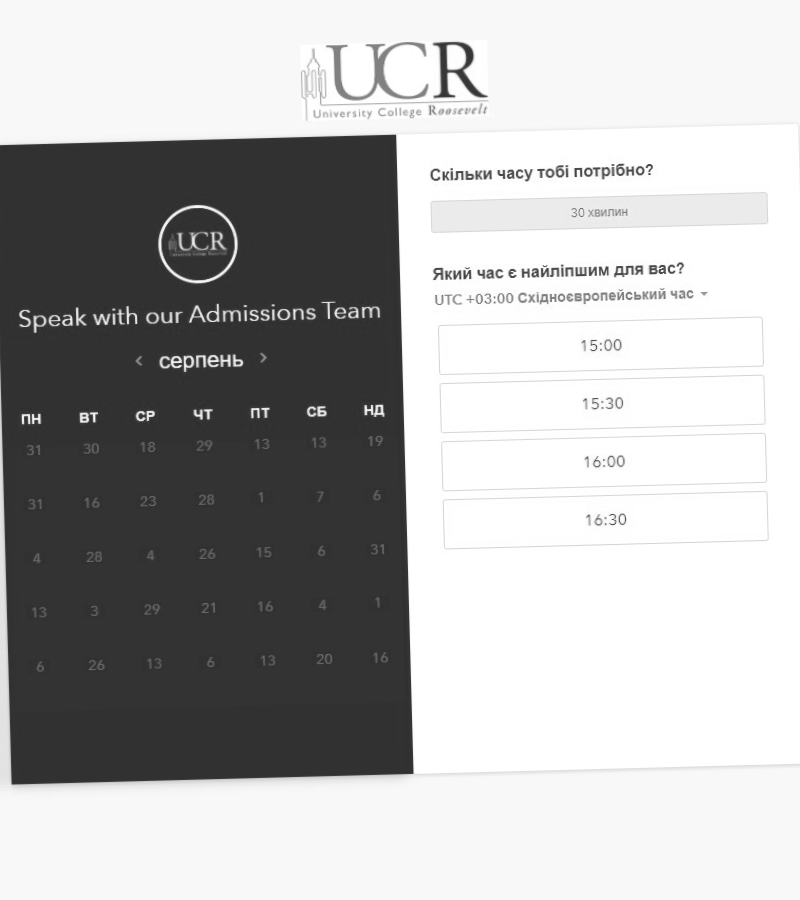 UCR
University College Roosevelt
UCR
Speak with our Admissions Team
серпень
ПН ВТ СР ЧТ ПТ СБ НД
31 30 18 29 13 13 19
31 16 23 28 1 7 6
4 28 4 26 15 6 31
13 3 29 21 16 4 1
6 26 13 6 13 20 16
Скільки часу тобі потрібно?
30 хвилин
Який час є найліпшим для вас?
UTC +03:00 Східноєвропейський час
15:00
15:30
16:00
16:30